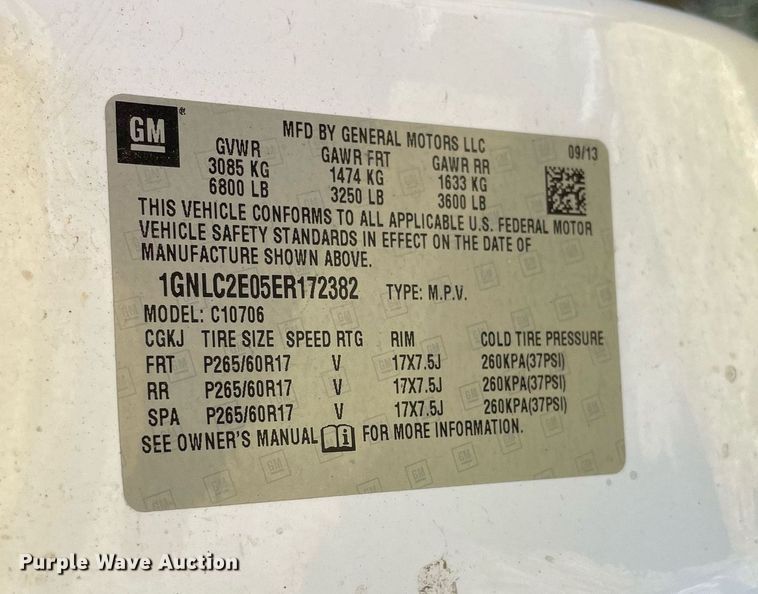 GM
MFD BY GENERAL MOTORS LLC
09/13
GVWR GAWR FRT GAWR RR
3085 KG 1474 KG 1633 KG
6800 LB 3250 LB 3600 LB
THIS VEHICLE CONFORMS TO ALL APPLICABLE U.S. FEDERAL MOTOR
VEHICLE SAFETY STANDARDS IN EFFECT ON THE DATE OF
MANUFACTURE SHOWN ABOVE.
1GNLC2E05ER172382 TYPE: M.P.V.
MODEL: C10706
CGKJ TIRE SIZE SPEED RTG RIM COLD TIRE PRESSURE
FRT P265/60R17 V 17X7.5J 260KPA(37PSI)
RR P265/60R17 V 17X7.5J 260KPA(37PSI)
SPA P265/60R17 V 17X7.5J 260KPA(37PSI)
SEE OWNER'S MANUAL i FOR MORE INFORMATION.
Purple Wave Auction